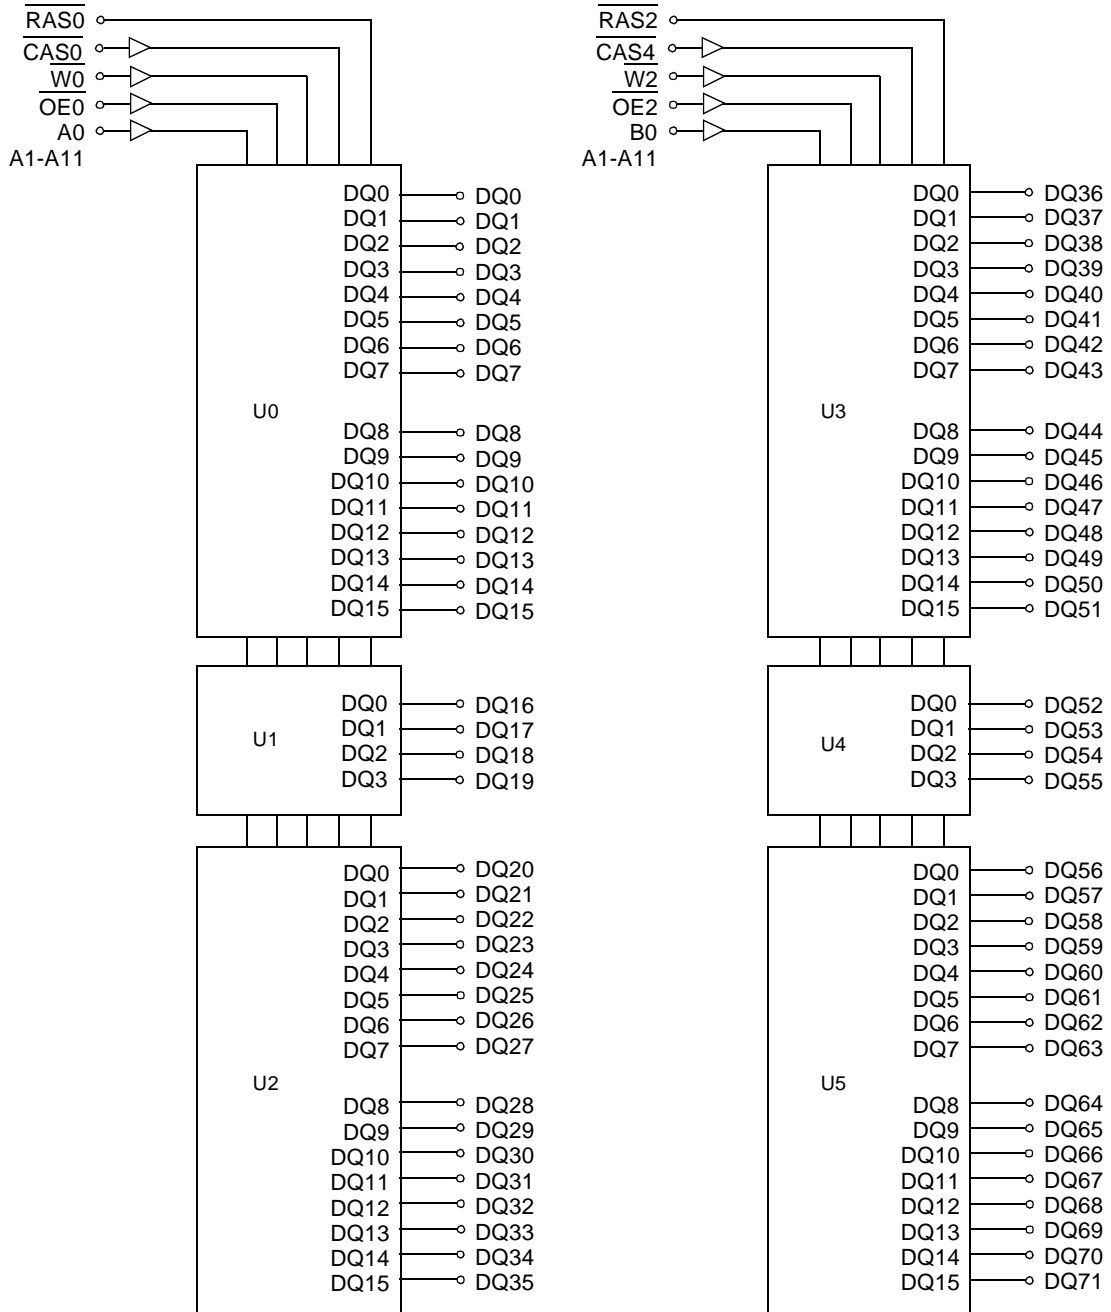 RAS0
CAS0
W0
OE0
A0
A1-A11
DQ0 DQ0
DQ1 DQ1
DQ2 DQ2
DQ3 DQ3
DQ4 DQ4
DQ5 DQ5
DQ6 DQ6
DQ7 DQ7
U0
DQ8 DQ8
DQ9 DQ9
DQ10 DQ10
DQ11 DQ11
DQ12 DQ12
DQ13 DQ13
DQ14 DQ14
DQ15 DQ15
DQ0 DQ16
DQ1 DQ17
U1
DQ2 DQ18
DQ3 DQ19
DQ0 DQ20
DQ1 DQ21
DQ2 DQ22
DQ3 DQ23
DQ4 DQ24
DQ5 DQ25
DQ6 DQ26
DQ7 DQ27
U2
DQ8 DQ28
DQ9 DQ29
DQ10 DQ30
DQ11 DQ31
DQ12 DQ32
DQ13 DQ33
DQ14 DQ34
DQ15 DQ35
RAS2
CAS4
W2
OE2
B0
A1-A11
DQ0 DQ36
DQ1 DQ37
DQ2 DQ38
DQ3 DQ39
DQ4 DQ40
DQ5 DQ41
DQ6 DQ42
DQ7 DQ43
U3
DQ8 DQ44
DQ9 DQ45
DQ10 DQ46
DQ11 DQ47
DQ12 DQ48
DQ13 DQ49
DQ14 DQ50
DQ15 DQ51
DQ0 DQ52
DQ1 DQ53
U4
DQ2 DQ54
DQ3 DQ55
DQ0 DQ56
DQ1 DQ57
DQ2 DQ58
DQ3 DQ59
DQ4 DQ60
DQ5 DQ61
DQ6 DQ62
DQ7 DQ63
U5
DQ8 DQ64
DQ9 DQ65
DQ10 DQ66
DQ11 DQ67
DQ12 DQ68
DQ13 DQ69
DQ14 DQ70
DQ15 DQ71